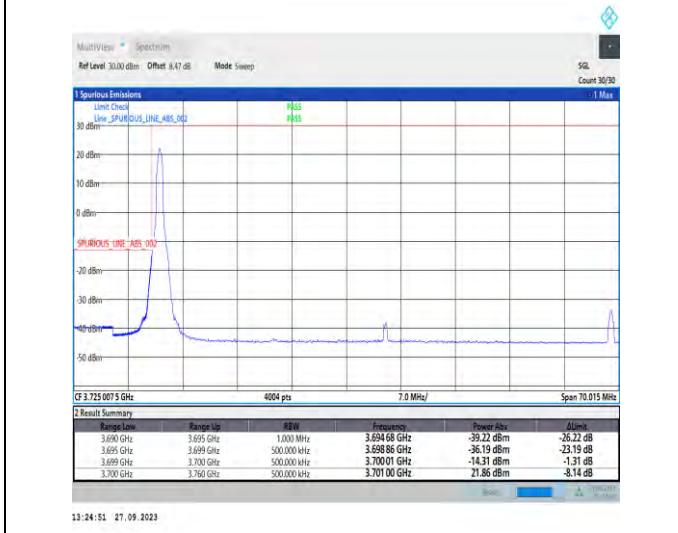 MultiView Spectrum
Ref Level 30.00 dBm Offset 8.47 dB Mode Sweep SGL
Count 30/30
1 Spurious Emissions 1 Max
Limit Check PASS
Line _SPURIOUS_LINE_ABS_002 PASS
30 dBm
20 dBm
10 dBm
0 dBm
SPURIOUS_LINE_ABS_002
-20 dBm
-30 dBm
-40 dBm
-50 dBm
CF 3.725 007 5 GHz 4004 pts 7.0 MHz/ Span 70.015 MHz
2 Result Summary
Range Low Range Up RBW Frequency Power Abs ΔLimit
3.690 GHz 3.695 GHz 1.000 MHz 3.694 68 GHz -39.22 dBm -26.22 dB
3.695 GHz 3.699 GHz 500.000 kHz 3.698 86 GHz -36.19 dBm -23.19 dB
3.699 GHz 3.700 GHz 500.000 kHz 3.700 01 GHz -14.31 dBm -1.31 dB
3.700 GHz 3.760 GHz 500.000 kHz 3.701 00 GHz 21.86 dBm -8.14 dB
13:24:51 27.09.2023